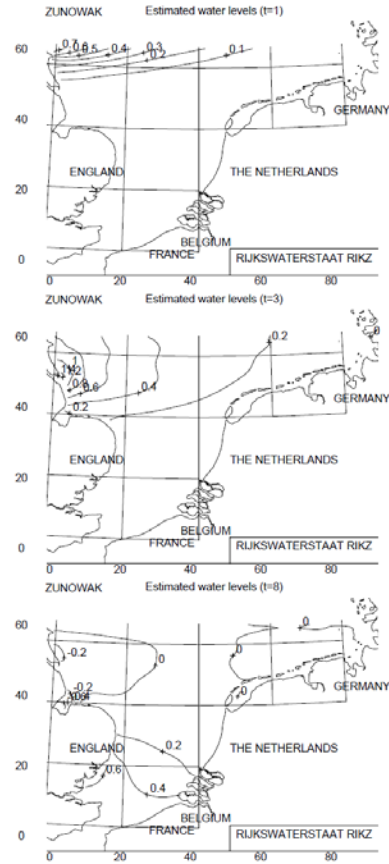 ZUNOWAK Estimated water levels (t=1)
60 0.7 0.5 0.4 0.3 0.2 0.1
GERMANY
40
ENGLAND THE NETHERLANDS
20
BELGIUM
FRANCE RIJKSWATERSTAAT RIKZ
0
0 20 40 60 80
ZUNOWAK Estimated water levels (t=3)
60 0.2 0
1
0.6 0.4
0.2 GERMANY
40
ENGLAND THE NETHERLANDS
20
BELGIUM
FRANCE RIJKSWATERSTAAT RIKZ
0
0 20 40 60 80
ZUNOWAK Estimated water levels (t=8)
60 0 0
-0.2 0 0
-0.2 0 GERMANY
40
ENGLAND 0.2 THE NETHERLANDS
20 0.6
0.4
BELGIUM
FRANCE RIJKSWATERSTAAT RIKZ
0